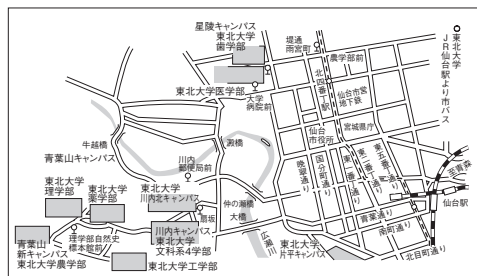 星陵キャンパス
東北大学
歯学部
堤通
雨宮町
東北大学
JR仙台駅より市バス
農学部前
東北大学医学部
大学
病院前
北四番丁駅
仙台市営
地下鉄
牛越橋
澱橋
仙台
市役所
宮城県庁
青葉山キャンパス
川内
郵便局前
晩翠通り
国分町通り
東一番丁通り
東二番丁通り
東五番丁通り
至青森
東北大学
理学部
東北大学
薬学部
東北大学
川内北キャンパス
仲の瀬橋
大橋
扇坂
仙台駅
青葉通り
南町通り
北目町通り
理学部自然史
標本館前
川内キャンパス
東北大学
文科系4学部
広瀬川
東北大学
片平キャンパス
青葉山
新キャンパス
東北大学農学部
東北大学工学部